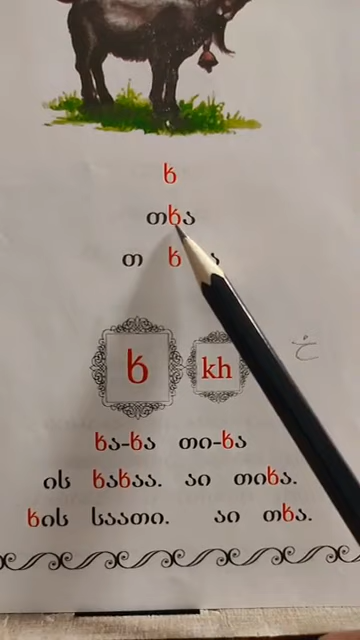 ხ
თხა
თ ხ ა
ხ kh خ
ხა-ხა თი-ხა
ის ხახაა. აი თიხა.
ხის საათი. აი თხა.